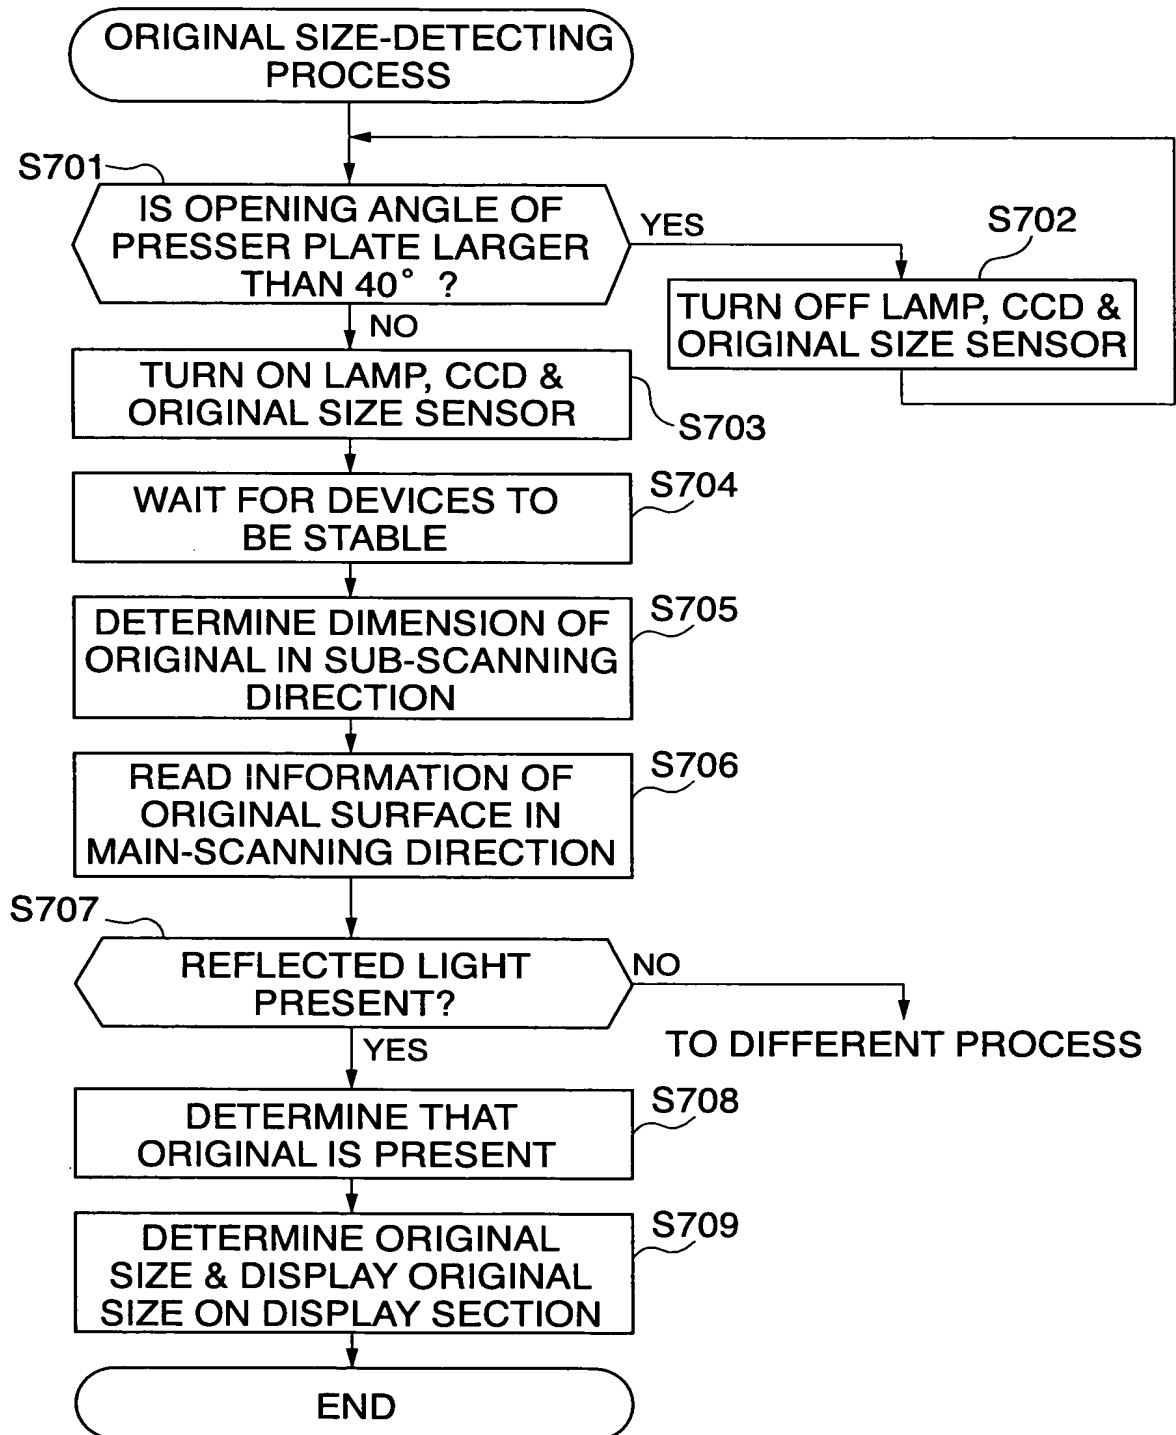 ORIGINAL SIZE-DETECTING
PROCESS
S701
IS OPENING ANGLE OF
PRESSER PLATE LARGER
THAN 40° ?
YES
S702
TURN OFF LAMP, CCD &
ORIGINAL SIZE SENSOR
NO
TURN ON LAMP, CCD &
ORIGINAL SIZE SENSOR
S703
WAIT FOR DEVICES TO
BE STABLE
S704
DETERMINE DIMENSION OF
ORIGINAL IN SUB-SCANNING
DIRECTION
S705
READ INFORMATION OF
ORIGINAL SURFACE IN
MAIN-SCANNING DIRECTION
S706
S707
REFLECTED LIGHT
PRESENT?
NO
TO DIFFERENT PROCESS
YES
DETERMINE THAT
ORIGINAL IS PRESENT
S708
DETERMINE ORIGINAL
SIZE & DISPLAY ORIGINAL
SIZE ON DISPLAY SECTION
S709
END